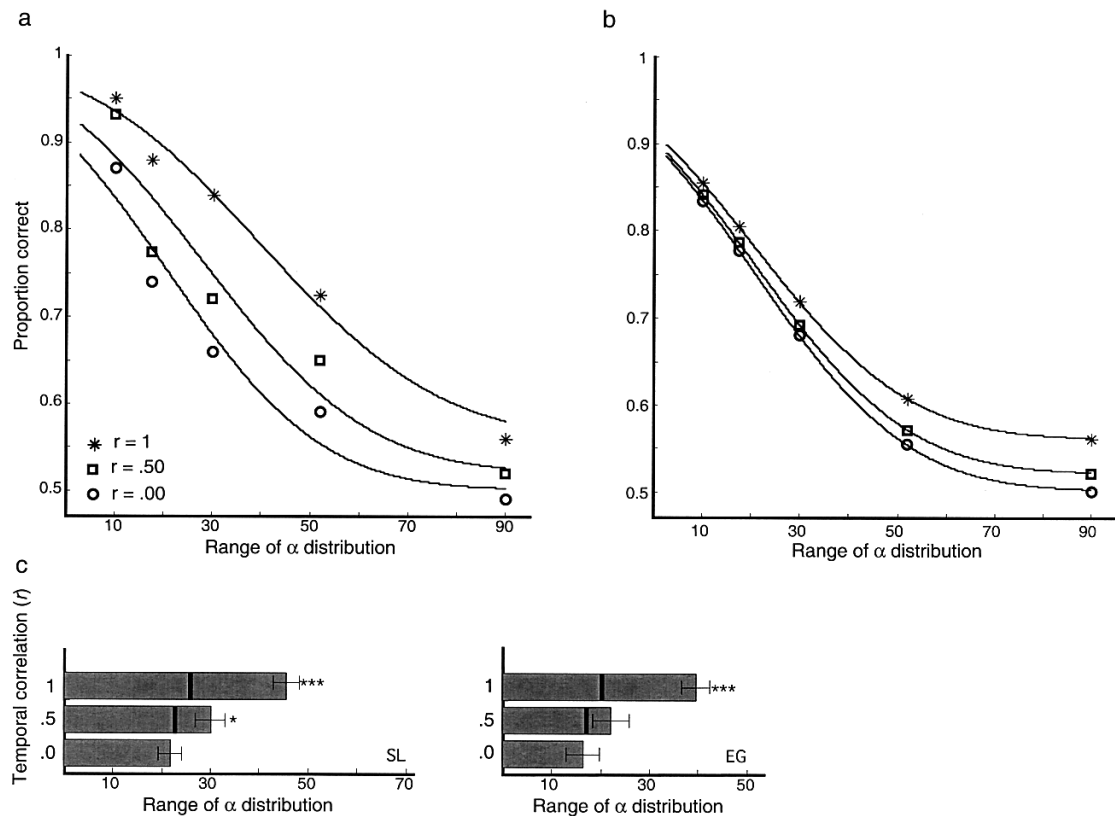 a
1
0.9
0.8
0.7
0.6
0.5
Proportion correct
r = 1
r = .50
r = .00
10
30
50
70
90
Range of α distribution
b
1
0.9
0.8
0.7
0.6
0.5
10
30
50
70
90
Range of α distribution
c
Temporal correlation (r)
1
.5
.0
***
*
SL
10
30
50
70
Range of α distribution
1
.5
.0
***
EG
10
30
50
Range of α distribution